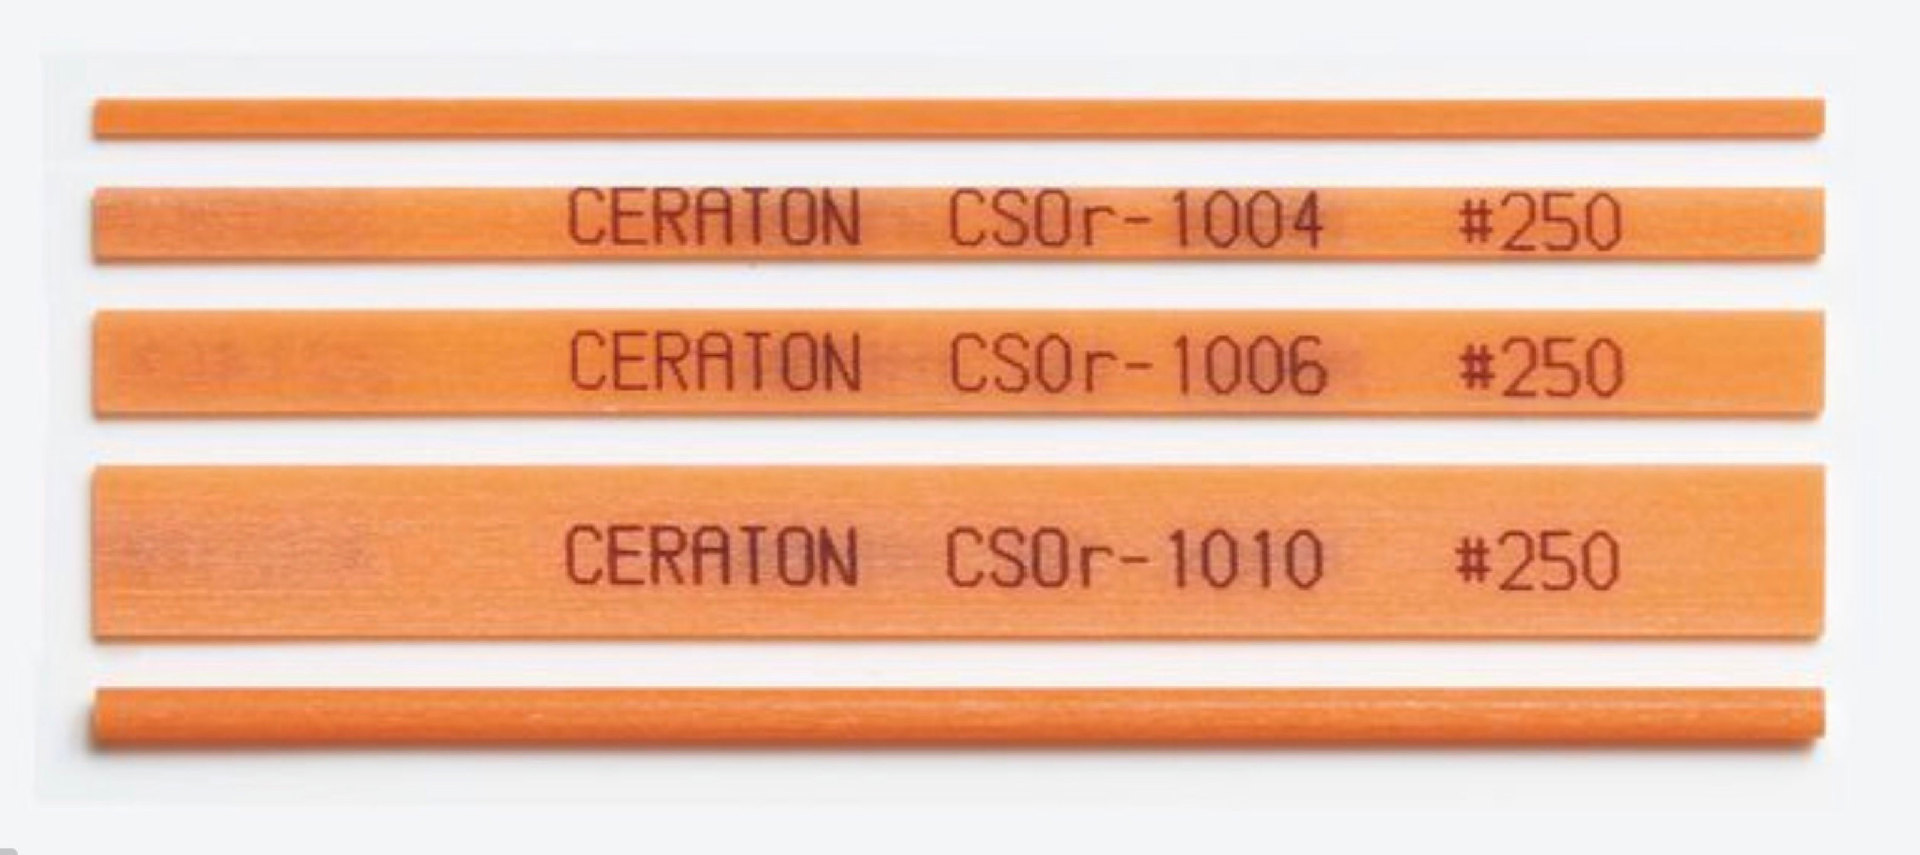 CERATON CSOr-1004 #250
CERATON CSOr-1006 #250
CERATON CSOr-1010 #250